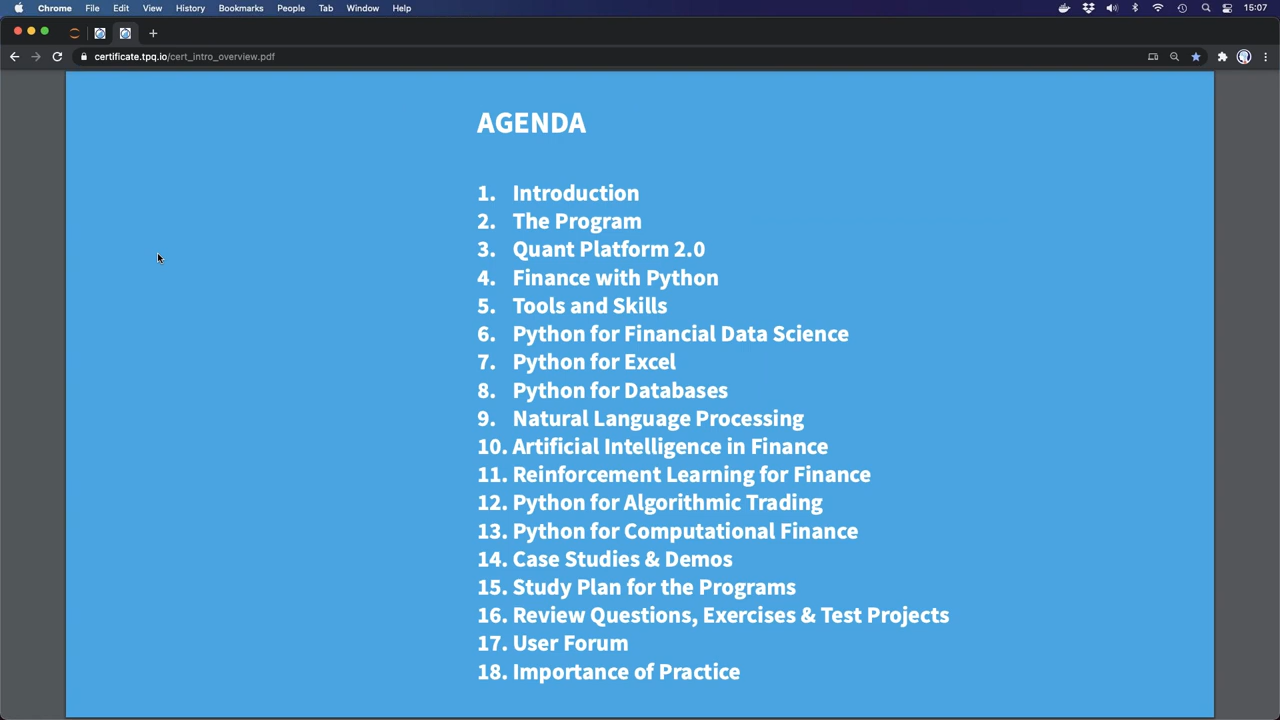 Chrome File Edit View History Bookmarks People Tab Window Help 15:07
certificate.tpq.io/cert_intro_overview.pdf
AGENDA
1. Introduction
2. The Program
3. Quant Platform 2.0
4. Finance with Python
5. Tools and Skills
6. Python for Financial Data Science
7. Python for Excel
8. Python for Databases
9. Natural Language Processing
10. Artificial Intelligence in Finance
11. Reinforcement Learning for Finance
12. Python for Algorithmic Trading
13. Python for Computational Finance
14. Case Studies & Demos
15. Study Plan for the Programs
16. Review Questions, Exercises & Test Projects
17. User Forum
18. Importance of Practice